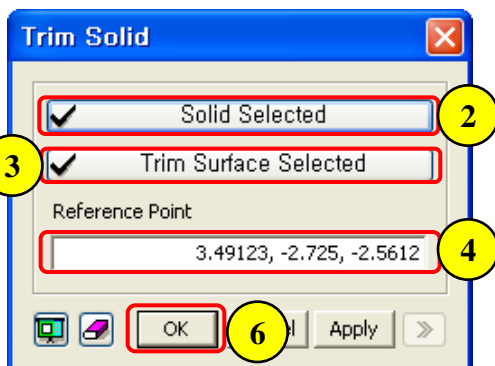 Trim Solid
Solid Selected 2
3 Trim Surface Selected
Reference Point
3.49123, -2.725, -2.5612 4
OK 6 Apply